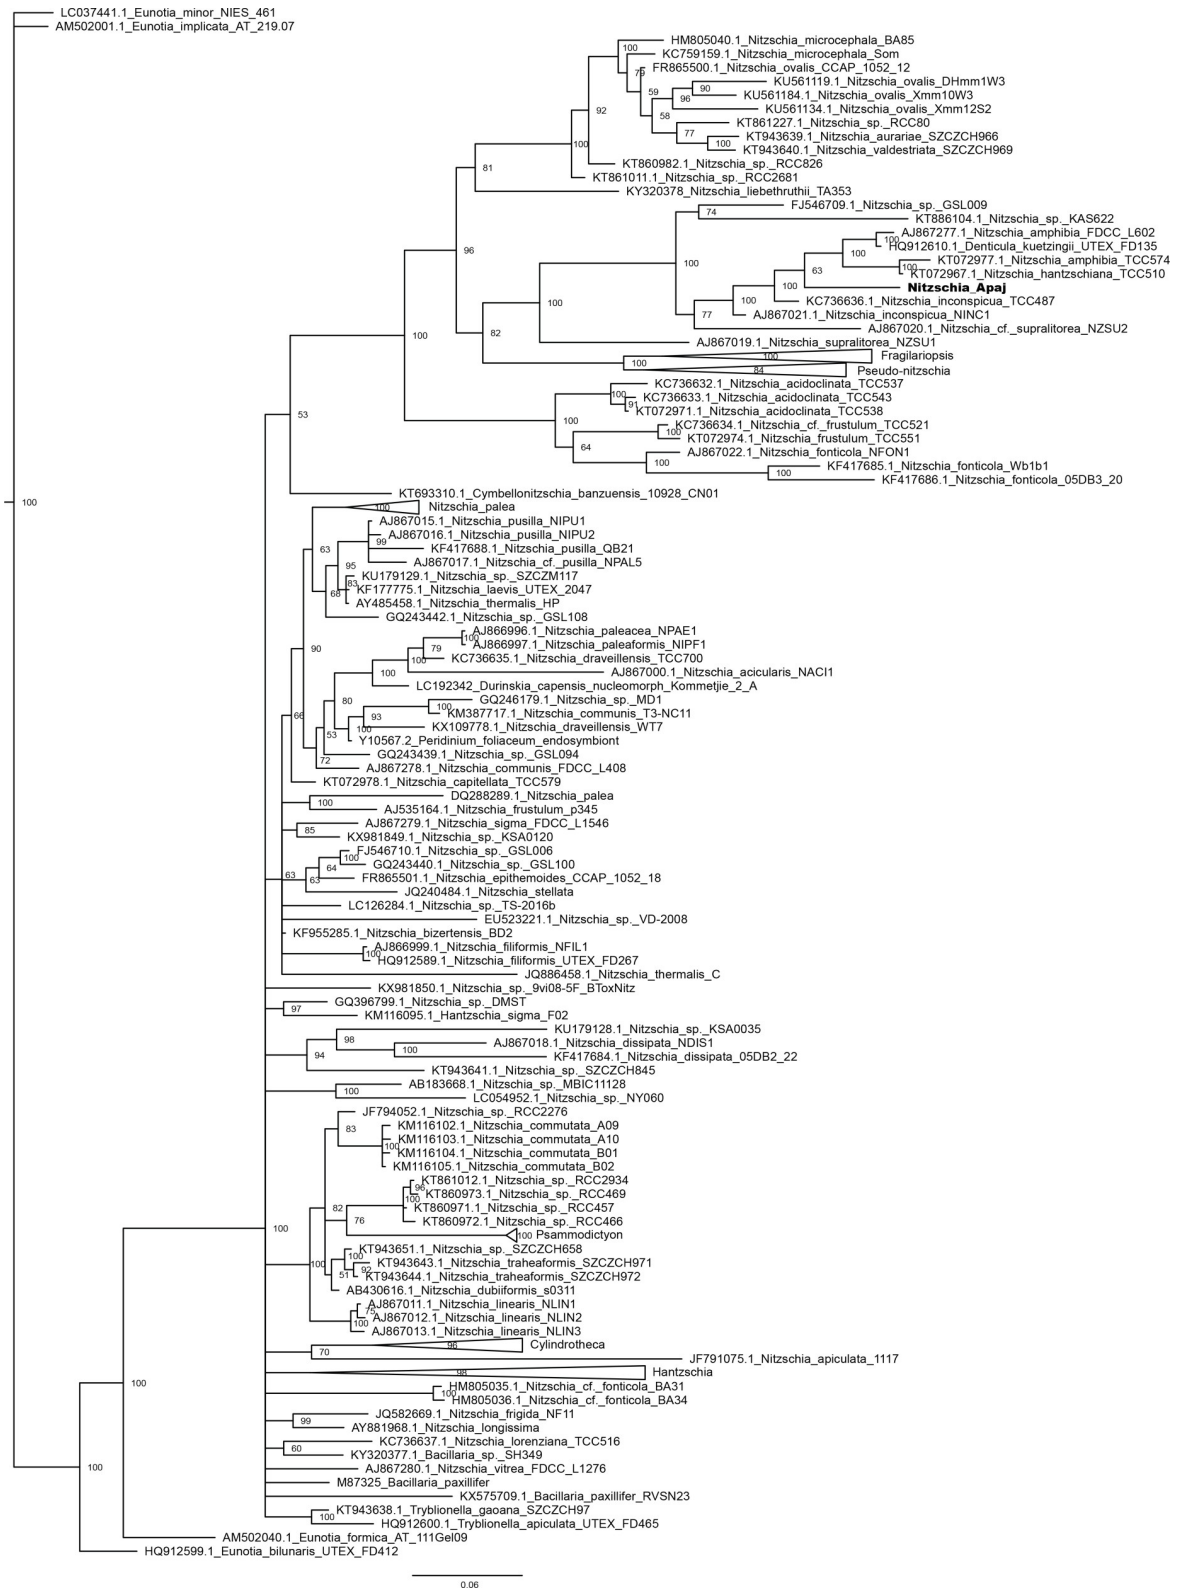 LC037441.1_Eunotia_minor_NIES_461
AM502001.1_Eunotia_implicata_AT_219.07
HM805040.1_Nitzschia_microcephala_BA85
100
KC759159.1_Nitzschia_microcephala_Som
FR865500.1_Nitzschia_ovalis_CCAP_1052_12
79
KU561119.1_Nitzschia_ovalis_DHmm1W3
90
59
KU561184.1_Nitzschia_ovalis_Xmm10W3
96
92
KU561134.1_Nitzschia_ovalis_Xmm12S2
58
KT861227.1_Nitzschia_sp._RCC80
77
KT943639.1_Nitzschia_aurariae_SZCZCH966
100
100
KT943640.1_Nitzschia_valdestriata_SZCZCH969
KT860982.1_Nitzschia_sp._RCC826
81
KT861011.1_Nitzschia_sp._RCC2681
KY320378_Nitzschia_liebethruthii_TA353
FJ546709.1_Nitzschia_sp._GSL009
74
KT886104.1_Nitzschia_sp._KAS622
AJ867277.1_Nitzschia_amphibia_FDCC_L602
100
HQ912610.1_Denticula_kuetzingii_UTEX_FD135
96
100
KT072977.1_Nitzschia_amphibia_TCC574
100
100
63
KT072967.1_Nitzschia_hantzschiana_TCC510
100
Nitzschia_Apaj
100
100
KC736636.1_Nitzschia_inconspicua_TCC487
77
AJ867021.1_Nitzschia_inconspicua_NINC1
82
AJ867020.1_Nitzschia_cf._supralitorea_NZSU2
100
AJ867019.1_Nitzschia_supralitorea_NZSU1
100
Fragilariopsis
100
84
Pseudo-nitzschia
KC736632.1_Nitzschia_acidoclinata_TCC537
100
KC736633.1_Nitzschia_acidoclinata_TCC543
91
KT072971.1_Nitzschia_acidoclinata_TCC538
53
100
KC736634.1_Nitzschia_cf._frustulum_TCC521
100
KT072974.1_Nitzschia_frustulum_TCC551
64
AJ867022.1_Nitzschia_fonticola_NFON1
100
KF417685.1_Nitzschia_fonticola_Wb1b1
100
KF417686.1_Nitzschia_fonticola_05DB3_20
KT693310.1_Cymbellonitzschia_banzuensis_10928_CN01
100
100
Nitzschia_palea
AJ867015.1_Nitzschia_pusilla_NIPU1
AJ867016.1_Nitzschia_pusilla_NIPU2
99
63
KF417688.1_Nitzschia_pusilla_QB21
AJ867017.1_Nitzschia_cf._pusilla_NPAL5
95
KU179129.1_Nitzschia_sp._SZCZM117
83
KF177775.1_Nitzschia_laevis_UTEX_2047
68
AY485458.1_Nitzschia_thermalis_HP
GQ243442.1_Nitzschia_sp._GSL108
AJ866996.1_Nitzschia_paleacea_NPAE1
100
AJ866997.1_Nitzschia_paleaformis_NIPF1
90
79
KC736635.1_Nitzschia_draveillensis_TCC700
100
AJ867000.1_Nitzschia_acicularis_NACI1
100
LC192342_Durinskia_capensis_nucleomorph_Kommetjie_2_A
80
GQ246179.1_Nitzschia_sp._MD1
100
KM387717.1_Nitzschia_communis_T3-NC11
66
93
KX109778.1_Nitzschia_draveillensis_WT7
100
53
Y10567.2_Peridinium_foliaceum_endosymbiont
GQ243439.1_Nitzschia_sp._GSL094
72
AJ867278.1_Nitzschia_communis_FDCC_L408
KT072978.1_Nitzschia_capitellata_TCC579
DQ288289.1_Nitzschia_palea
100
AJ535164.1_Nitzschia_frustulum_p345
AJ867279.1_Nitzschia_sigma_FDCC_L1546
85
KX981849.1_Nitzschia_sp._KSA0120
FJ546710.1_Nitzschia_sp._GSL006
100
GQ243440.1_Nitzschia_sp._GSL100
64
63
63
FR865501.1_Nitzschia_epithemoides_CCAP_1052_18
JQ240484.1_Nitzschia_stellata
LC126284.1_Nitzschia_sp._TS-2016b
EU523221.1_Nitzschia_sp._VD-2008
KF955285.1_Nitzschia_bizertensis_BD2
AJ866999.1_Nitzschia_filiformis_NFIL1
100
HQ912589.1_Nitzschia_filiformis_UTEX_FD267
JQ886458.1_Nitzschia_thermalis_C
KX981850.1_Nitzschia_sp._9vi08-5F_BToxNitz
GQ396799.1_Nitzschia_sp._DMST
97
KM116095.1_Hantzschia_sigma_F02
KU179128.1_Nitzschia_sp._KSA0035
98
AJ867018.1_Nitzschia_dissipata_NDIS1
100
94
KF417684.1_Nitzschia_dissipata_05DB2_22
KT943641.1_Nitzschia_sp._SZCZCH845
AB183668.1_Nitzschia_sp._MBIC11128
100
LC054952.1_Nitzschia_sp._NY060
JF794052.1_Nitzschia_sp._RCC2276
83
KM116102.1_Nitzschia_commutata_A09
KM116103.1_Nitzschia_commutata_A10
100
KM116104.1_Nitzschia_commutata_B01
KM116105.1_Nitzschia_commutata_B02
KT861012.1_Nitzschia_sp._RCC2934
96
KT860973.1_Nitzschia_sp._RCC469
100
82
KT860971.1_Nitzschia_sp._RCC457
76
KT860972.1_Nitzschia_sp._RCC466
100
100
Psammodictyon
KT943651.1_Nitzschia_sp._SZCZCH658
100
100
KT943643.1_Nitzschia_traheaformis_SZCZCH971
92
51
KT943644.1_Nitzschia_traheaformis_SZCZCH972
AB430616.1_Nitzschia_dubiiformis_s0311
AJ867011.1_Nitzschia_linearis_NLIN1
75
AJ867012.1_Nitzschia_linearis_NLIN2
100
AJ867013.1_Nitzschia_linearis_NLIN3
96
Cylindrotheca
70
JF791075.1_Nitzschia_apiculata_1117
98
Hantzschia
100
HM805035.1_Nitzschia_cf._fonticola_BA31
100
HM805036.1_Nitzschia_cf._fonticola_BA34
JQ582669.1_Nitzschia_frigida_NF11
99
AY881968.1_Nitzschia_longissima
KC736637.1_Nitzschia_lorenziana_TCC516
60
KY320377.1_Bacillaria_sp._SH349
100
AJ867280.1_Nitzschia_vitrea_FDCC_L1276
M87325_Bacillaria_paxillifer
KX575709.1_Bacillaria_paxillifer_RVSN23
KT943638.1_Tryblionella_gaoana_SZCZCH97
100
HQ912600.1_Tryblionella_apiculata_UTEX_FD465
AM502040.1_Eunotia_formica_AT_111Gel09
HQ912599.1_Eunotia_bilunaris_UTEX_FD412
0.06